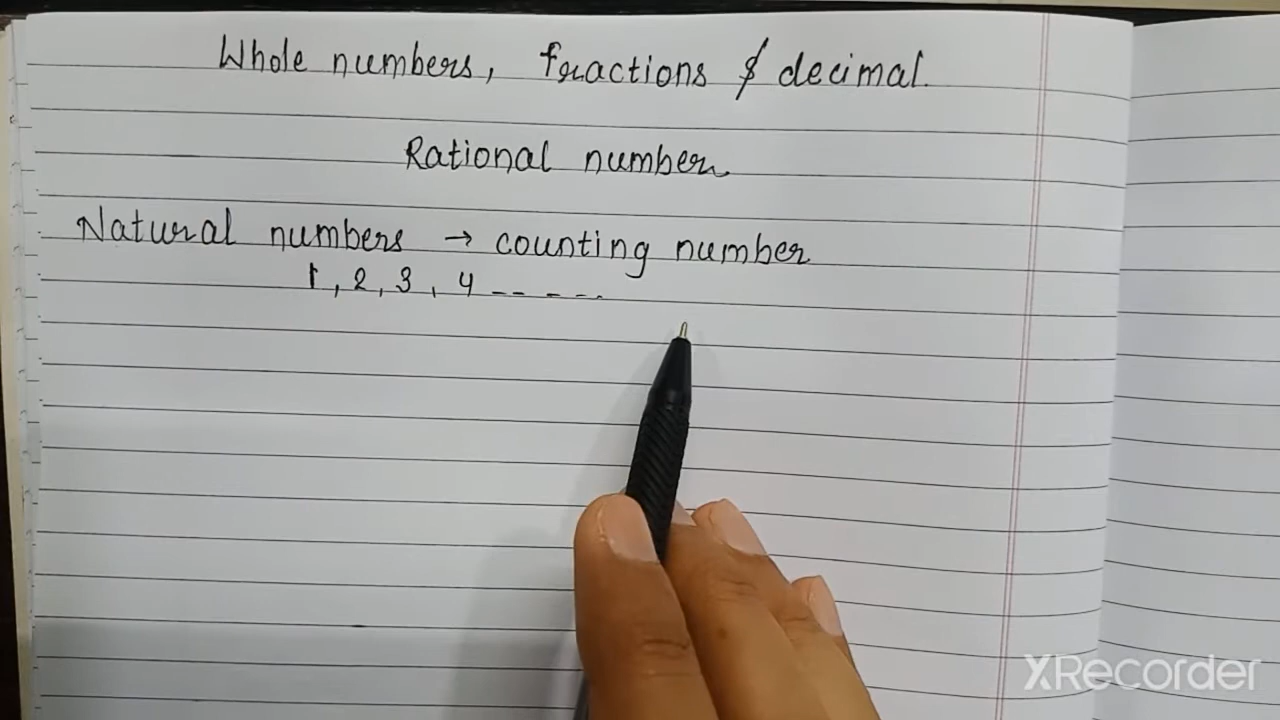 Whole numbers, fractions & decimal.
Rational number
Natural numbers → counting number
1, 2, 3, 4 -- - --
XRecorder